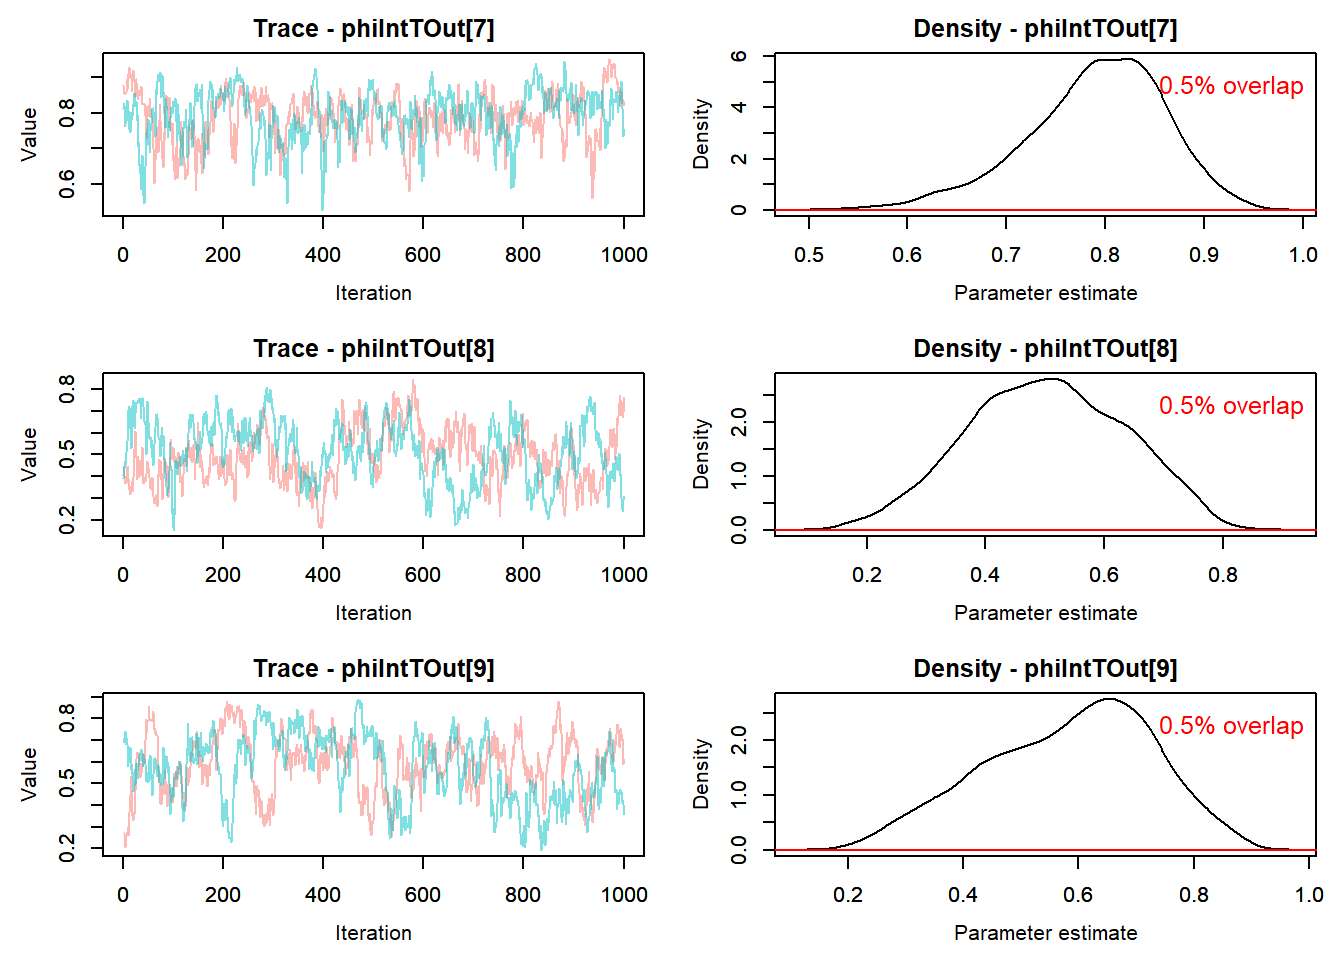 Trace - phiIntTOut[7]
Value
0.6 0.8
0 200 400 600 800 1000
Iteration
Density - phiIntTOut[7]
0.5% overlap
Density
0 2 4 6
0.5 0.6 0.7 0.8 0.9 1.0
Parameter estimate
Trace - phiIntTOut[8]
Value
0.2 0.5 0.8
0 200 400 600 800 1000
Iteration
Density - phiIntTOut[8]
0.5% overlap
Density
0.0 1.0 2.0
0.2 0.4 0.6 0.8
Parameter estimate
Trace - phiIntTOut[9]
Value
0.2 0.5 0.8
0 200 400 600 800 1000
Iteration
Density - phiIntTOut[9]
0.5% overlap
Density
0.0 1.0 2.0
0.2 0.4 0.6 0.8 1.0
Parameter estimate